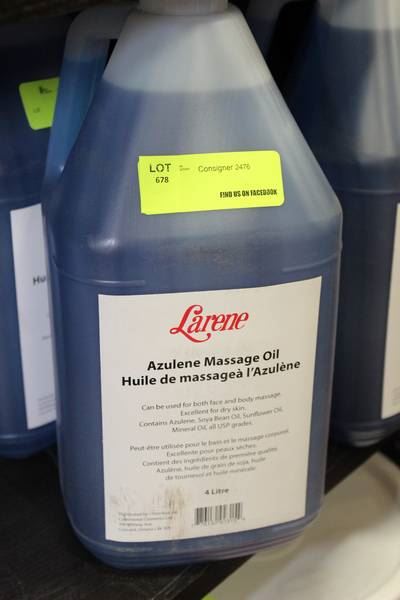 LOT Consigner 2476
678
FIND US ON FACEBOOK
Larene
Azulene Massage Oil
Huile de massageà l'Azulène
Can be used for both face and body massage.
Excellent for dry skin.
Contains Azulene, Soya Bean Oil, Sunflower Oil,
Mineral Oil, all USP grades.
Peut-être utilisée pour le bain et le massage corporel.
Excellente pour peaux sèches.
Contient des ingrédients de première qualité
Azulène, huile de grain de soja, huile
de tournesol et huile minérale.
4 Litre
Hu